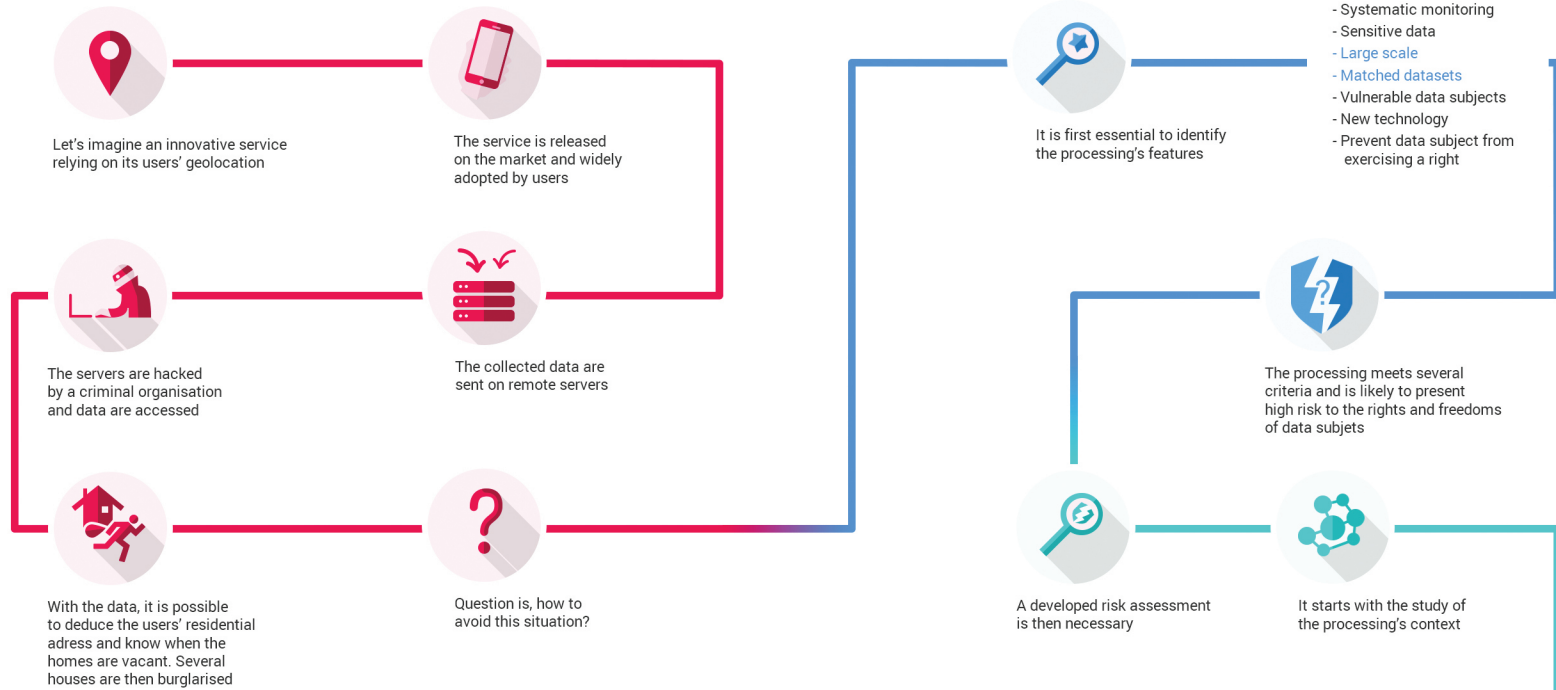 Let's imagine an innovative service
relying on its users' geolocation
The service is released
on the market and widely
adopted by users
The collected data are
sent on remote servers
The servers are hacked
by a criminal organisation
and data are accessed
With the data, it is possible
to deduce the users' residential
adress and know when the
homes are vacant. Several
houses are then burglarised
Question is, how to
avoid this situation?
?
It is first essential to identify
the processing's features
- Systematic monitoring
- Sensitive data
- Large scale
- Matched datasets
- Vulnerable data subjects
- New technology
- Prevent data subject from
exercising a right
?
The processing meets several
criteria and is likely to present
high risk to the rights and freedoms
of data subjets
A developed risk assessment
is then necessary
It starts with the study of
the processing's context